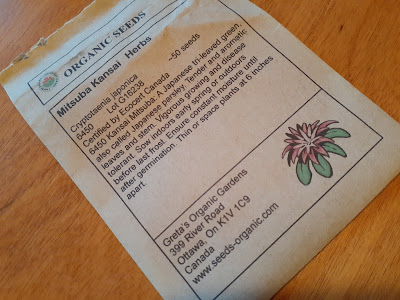 ORGANIC SEEDS
Mitsuba Kansai Herbs
Cryptotaenia japonica
6450 Lot G16238 ~50 seeds
Certified by Ecocert Canada
6450 Kansai Mitsuba: A Japanese tri-leaved green,
also called Japanese parsley. Tender and aromatic
leaves and stem. Vigorous growing and disease
tolerant. Sow indoors early spring or outdoors
before last frost. Ensure constant moisture until
after germination. Thin or space plants at 6 inches
apart.
Greta's Organic Gardens
399 River Road
Ottawa, On K1V 1C9
Canada
www.seeds-organic.com